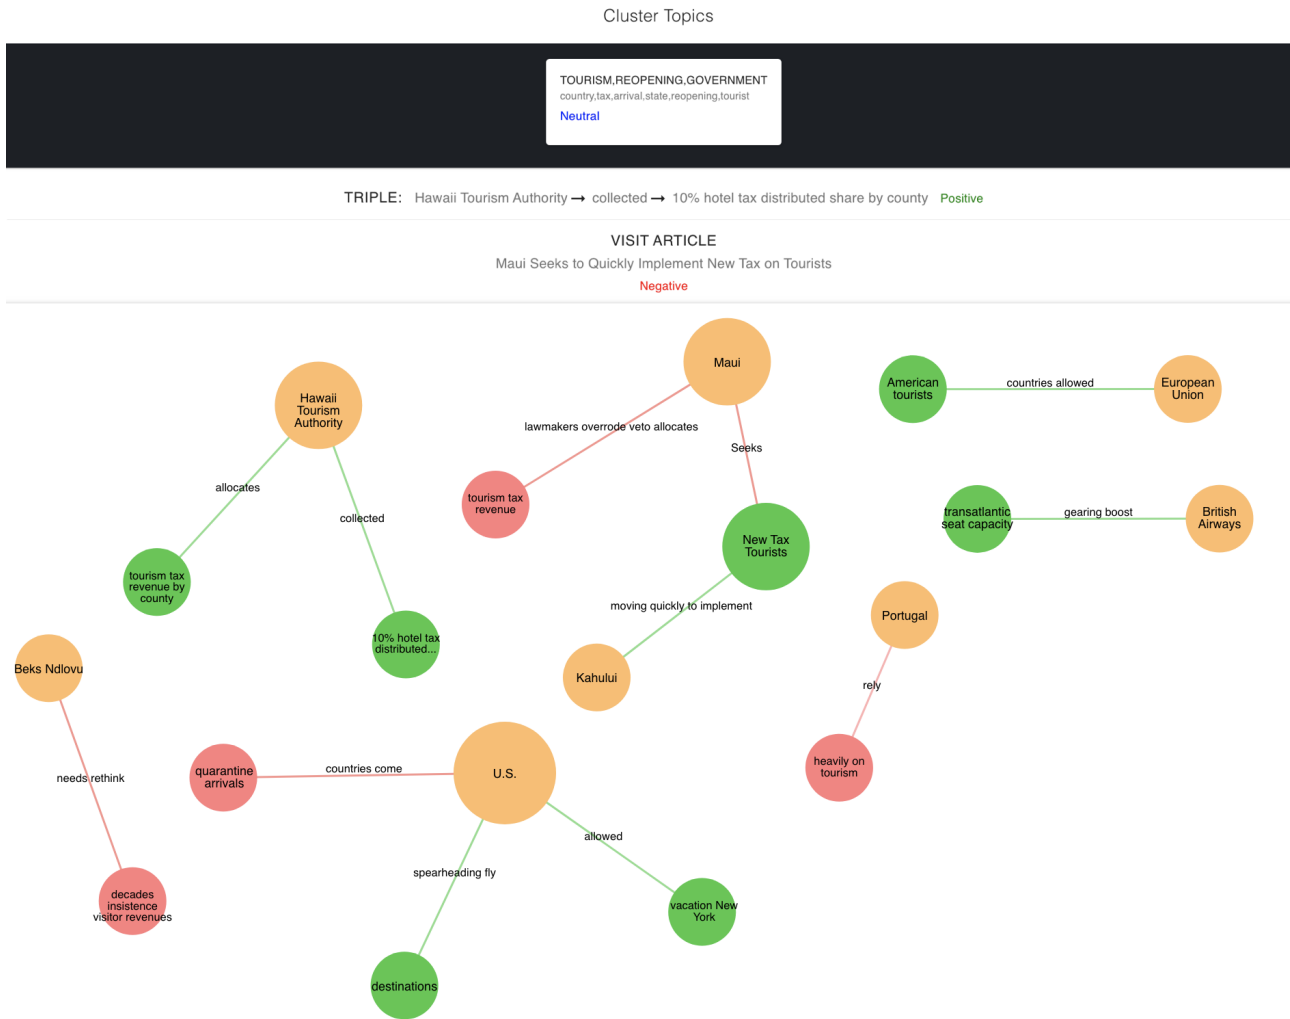 Cluster Topics
TOURISM,REOPENING,GOVERNMENT
country,tax,arrival,state,reopening,tourist
Neutral
TRIPLE: Hawaii Tourism Authority → collected → 10% hotel tax distributed share by county Positive
VISIT ARTICLE
Maui Seeks to Quickly Implement New Tax on Tourists
Negative
Maui
American
tourists
countries allowed
European
Union
Hawaii
Tourism
Authority
lawmakers overrode veto allocates
Seeks
allocates
collected
tourism tax
revenue
transatlantic
seat capacity
gearing boost
British
Airways
New Tax
Tourists
tourism tax
revenue by
county
moving quickly to implement
10% hotel tax
distributed...
Portugal
Beks Ndlovu
Kahului
rely
needs rethink
quarantine
arrivals
countries come
U.S.
heavily on
tourism
allowed
spearheading fly
decades
insistence
visitor revenues
vacation New
York
destinations